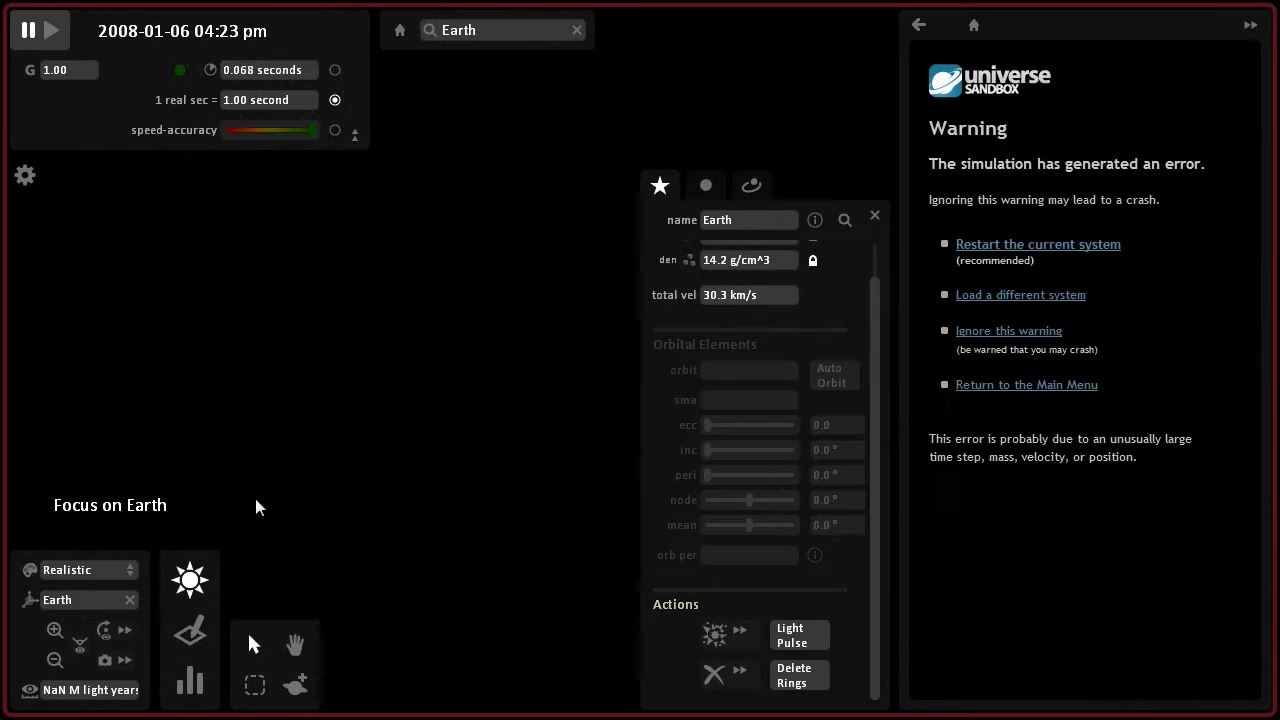 2008-01-06 04:23 pm
G 1.00
0.068 seconds
1 real sec = 1.00 second
speed-accuracy
Earth
Focus on Earth
Realistic
Earth
NaN M light years
name Earth
den 14.2 g/cm^3
total vel 30.3 km/s
Orbital Elements
orbit
Auto
Orbit
sma
ecc 0.0
inc 0.0°
peri 0.0°
node 0.0°
mean 0.0°
orb per
Actions
Light
Pulse
Delete
Rings
universe
SANDBOX
Warning
The simulation has generated an error.
Ignoring this warning may lead to a crash.
Restart the current system
(recommended)
Load a different system
Ignore this warning
(be warned that you may crash)
Return to the Main Menu
This error is probably due to an unusually large
time step, mass, velocity, or position.